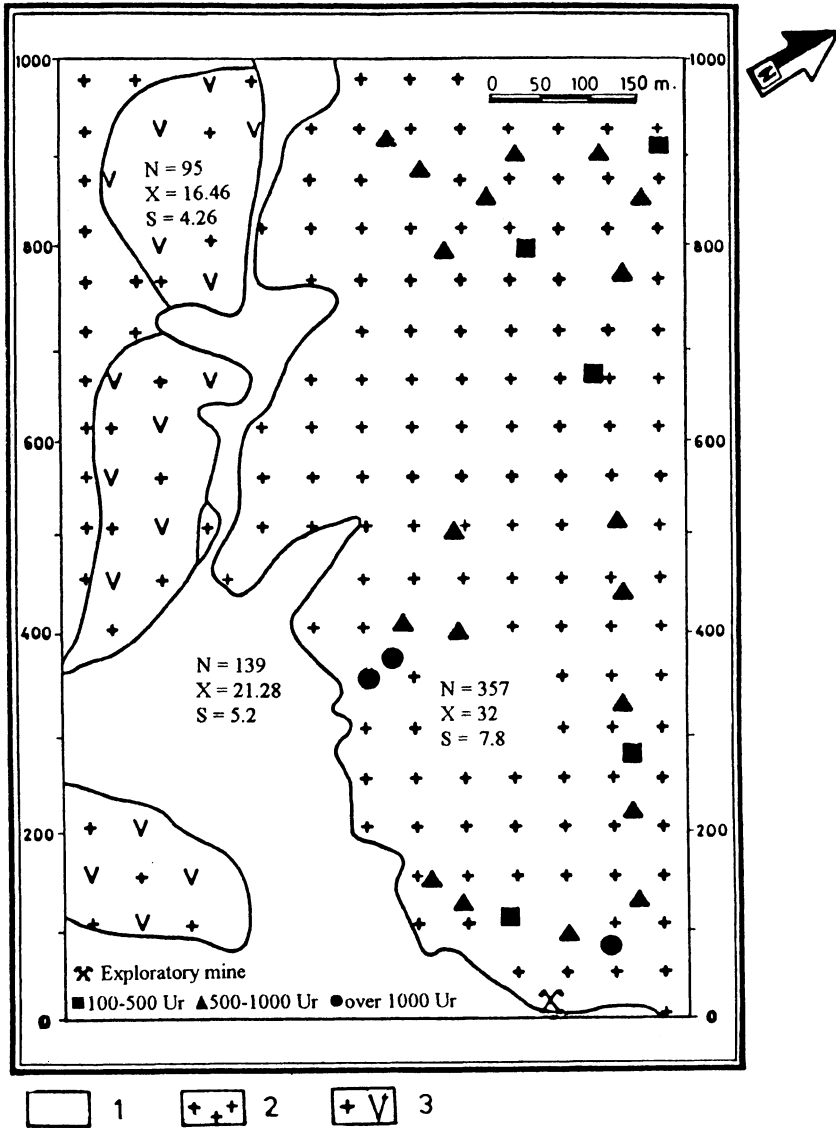 1000
1000
N
0 50 100 150 m.
N = 95
X = 16.46
S = 4.26
800
800
600
600
400
400
N = 139
X = 21.28
S = 5.2
N = 357
X = 32
S = 7.8
200
200
Exploratory mine
100-500 Ur 500-1000 Ur over 1000 Ur
0
0
1 2 3